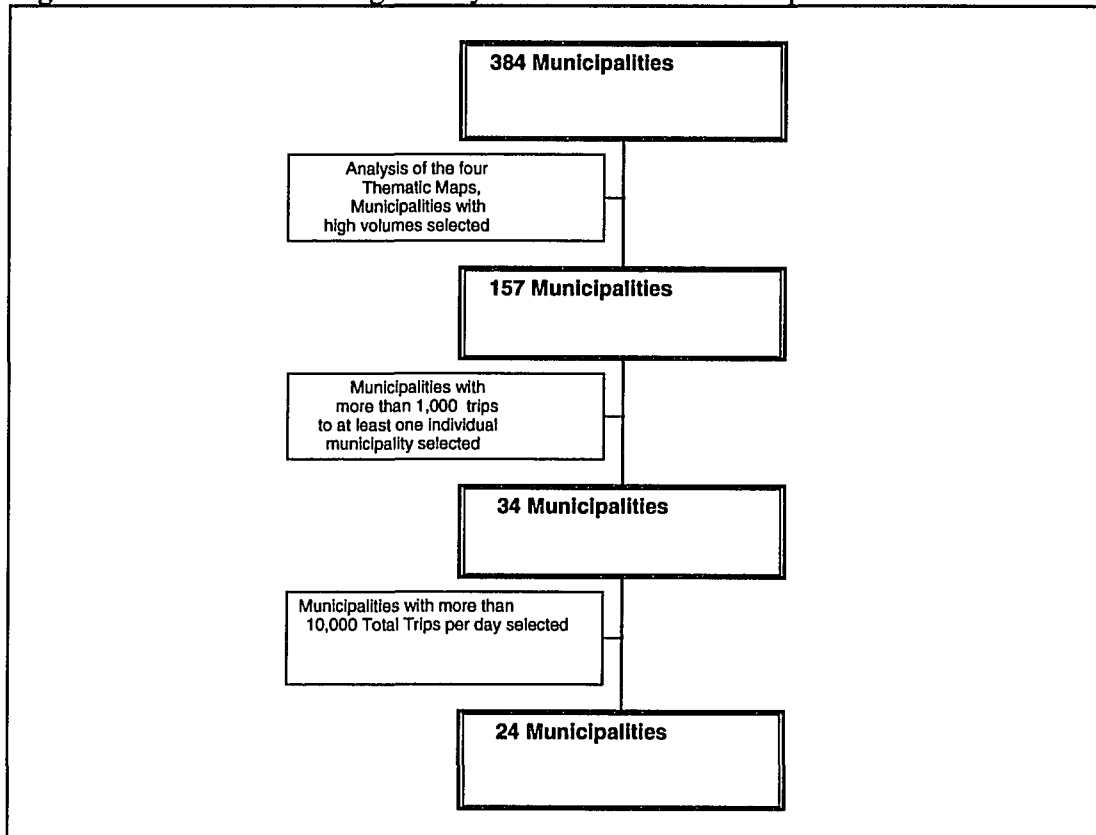 384 Municipalities
Analysis of the four
Thematic Maps,
Municipalities with
high volumes selected
157 Municipalities
Municipalities with
more than 1,000 trips
to at least one individual
municipality selected
34 Municipalities
Municipalities with more than
10,000 Total Trips per day selected
24 Municipalities